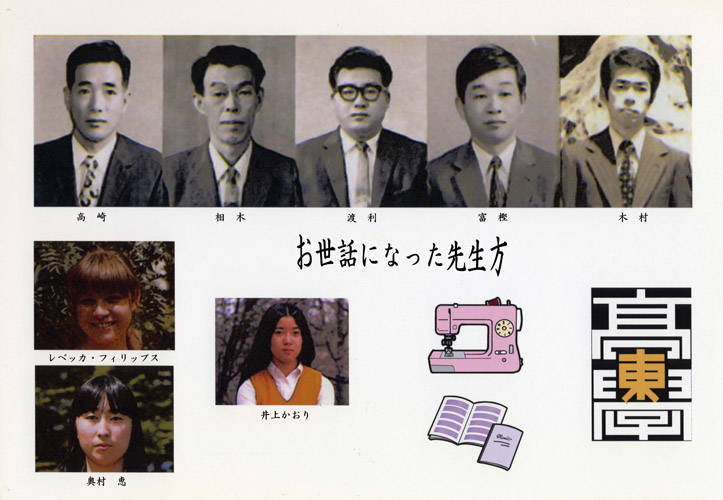 高崎
相木
渡利
富樫
木村
お世話になった先生方
レベッカ・フィリップス
井上かおり
奥村 恵
東